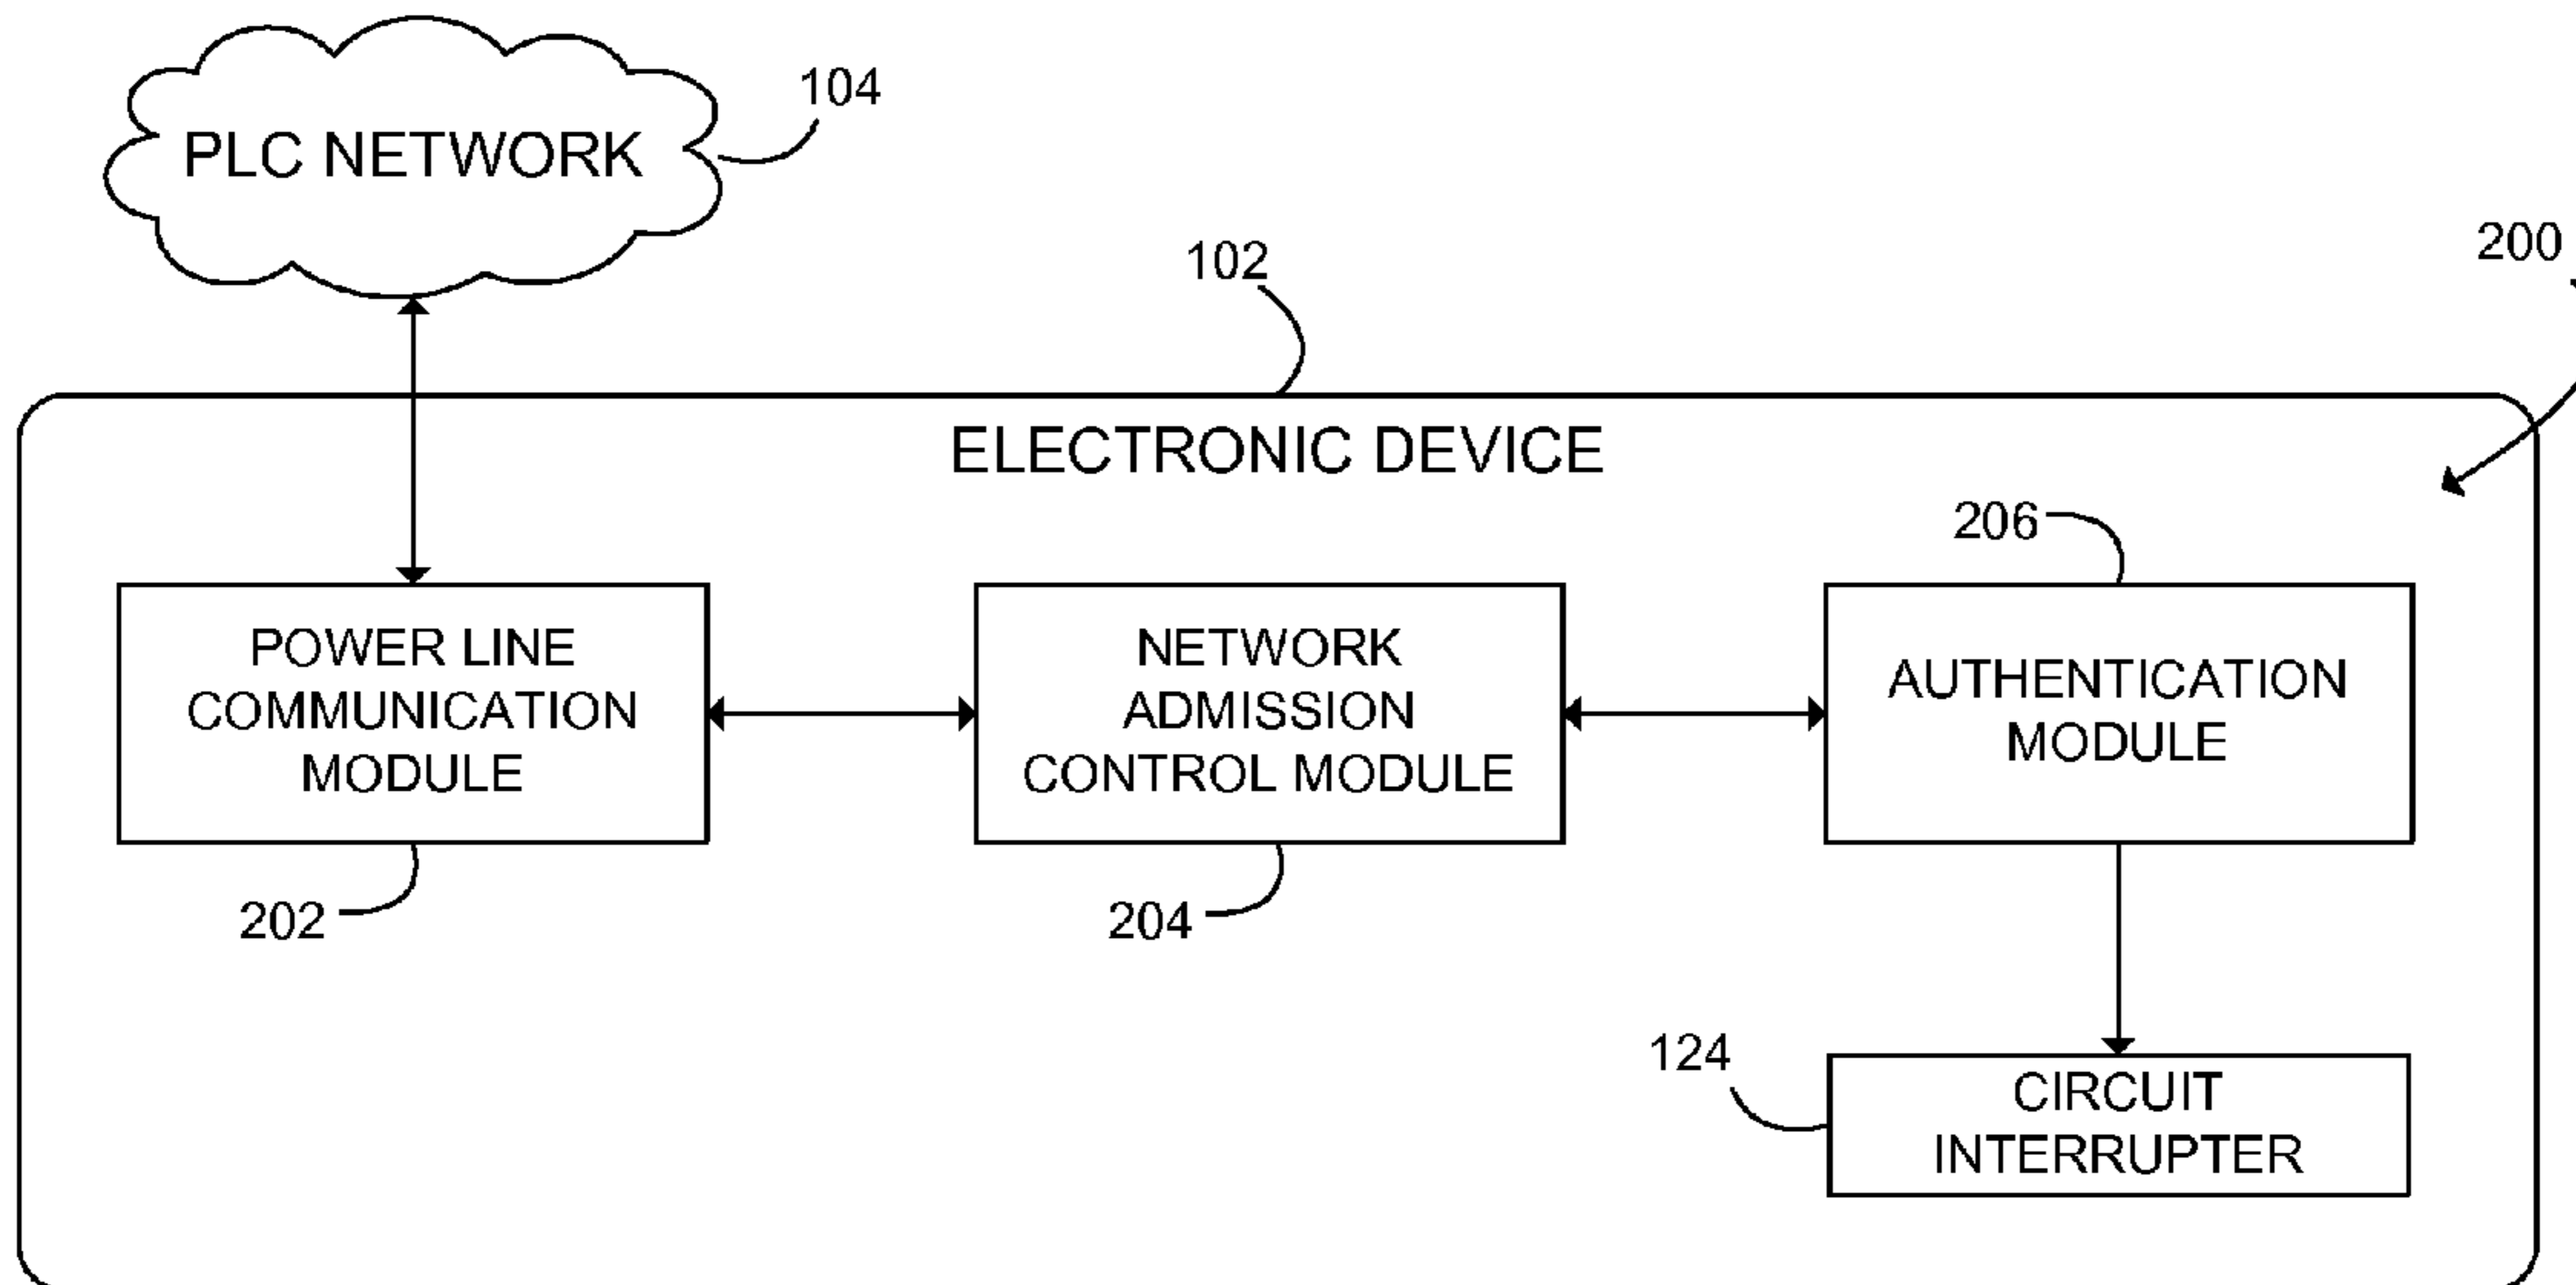 104
PLC NETWORK
200
102
ELECTRONIC DEVICE
206
POWER LINE
COMMUNICATION
MODULE
NETWORK
ADMISSION
CONTROL MODULE
AUTHENTICATION
MODULE
202
204
124
CIRCUIT
INTERRUPTER